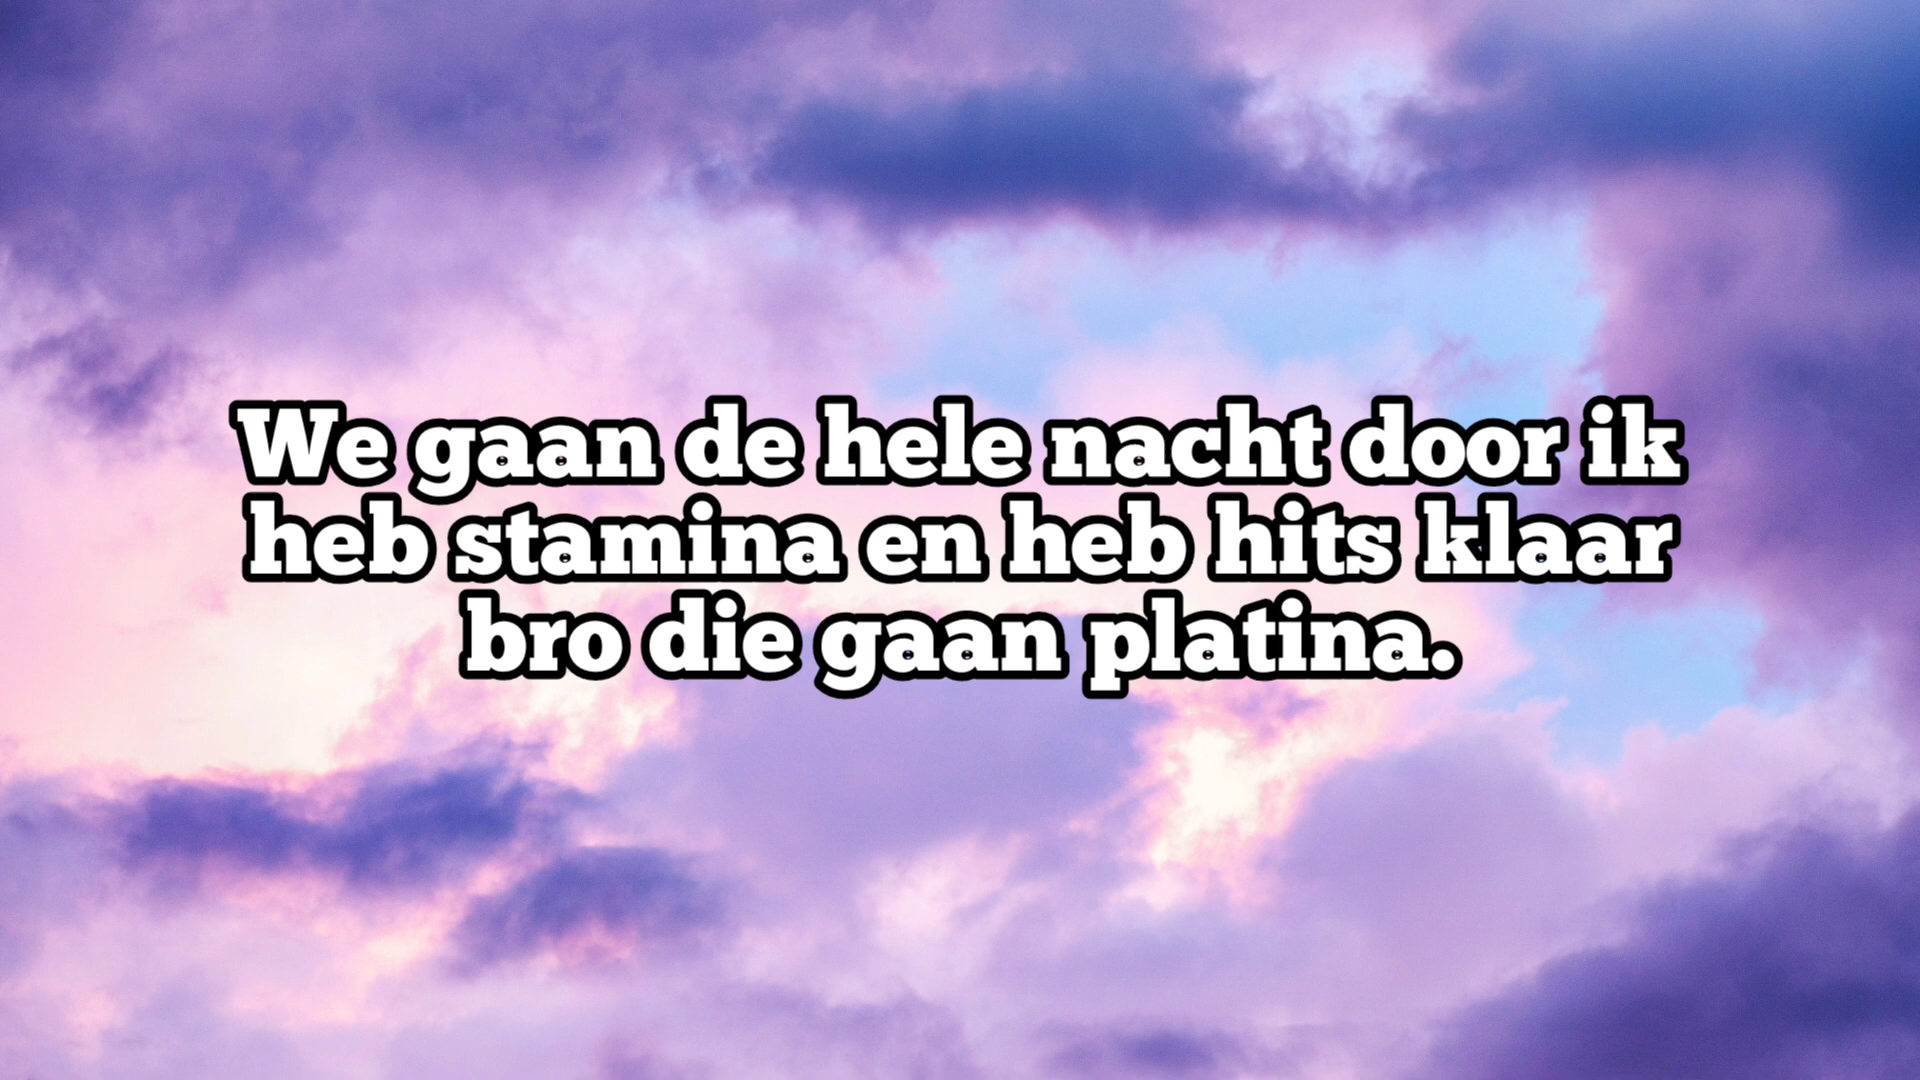 We gaan de hele nacht door ik
heb stamina en heb hits klaar
bro die gaan platina.